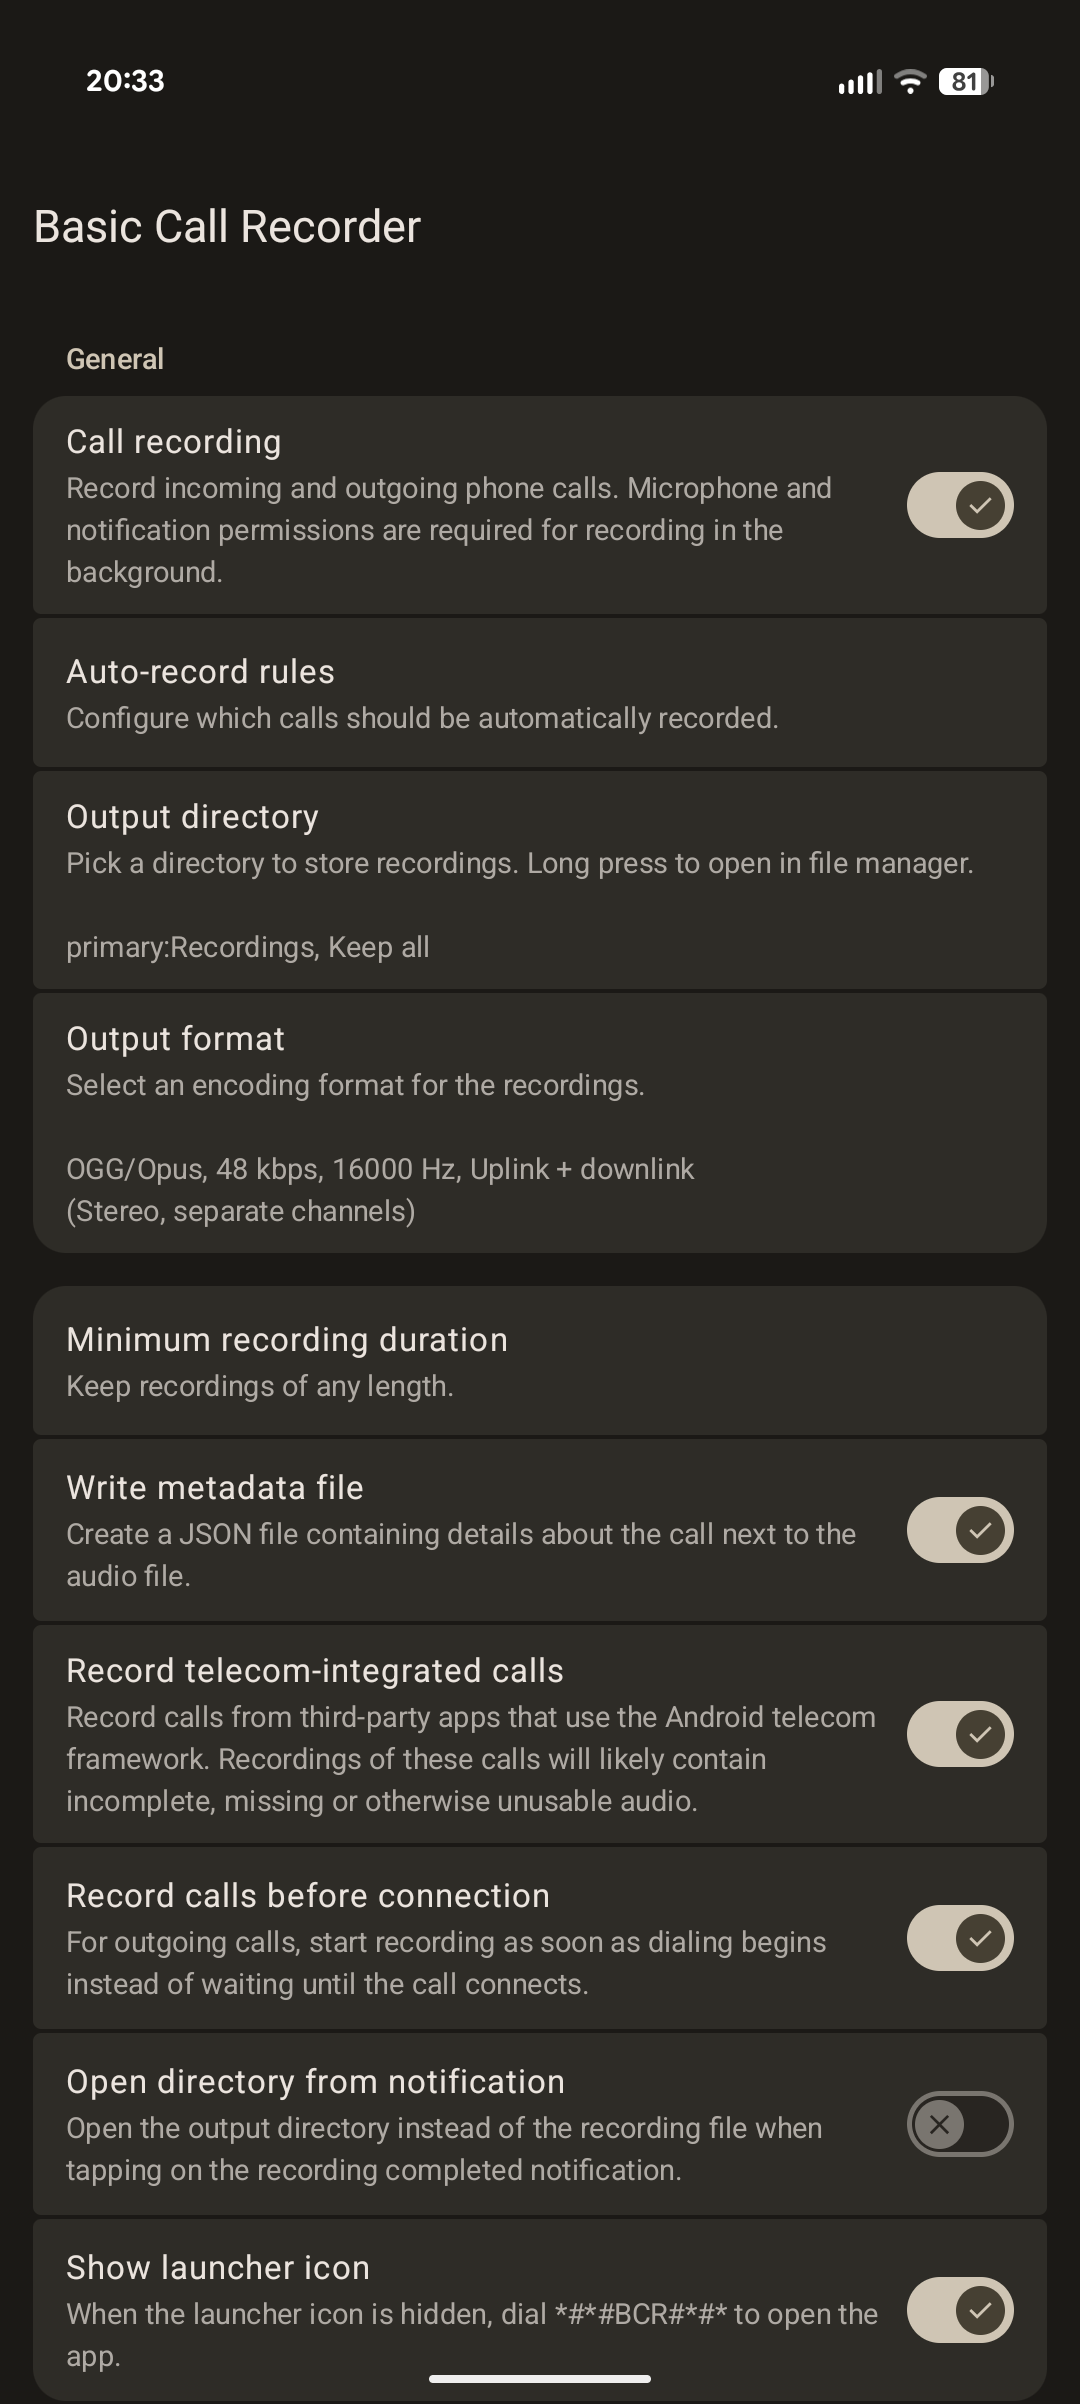 20:33
81
Basic Call Recorder
General
Call recording
Record incoming and outgoing phone calls. Microphone and
notification permissions are required for recording in the
background.
Auto-record rules
Configure which calls should be automatically recorded.
Output directory
Pick a directory to store recordings. Long press to open in file manager.
primary:Recordings, Keep all
Output format
Select an encoding format for the recordings.
OGG/Opus, 48 kbps, 16000 Hz, Uplink + downlink
(Stereo, separate channels)
Minimum recording duration
Keep recordings of any length.
Write metadata file
Create a JSON file containing details about the call next to the
audio file.
Record telecom-integrated calls
Record calls from third-party apps that use the Android telecom
framework. Recordings of these calls will likely contain
incomplete, missing or otherwise unusable audio.
Record calls before connection
For outgoing calls, start recording as soon as dialing begins
instead of waiting until the call connects.
Open directory from notification
Open the output directory instead of the recording file when
tapping on the recording completed notification.
Show launcher icon
When the launcher icon is hidden, dial *#*#BCR#*#* to open the
app.